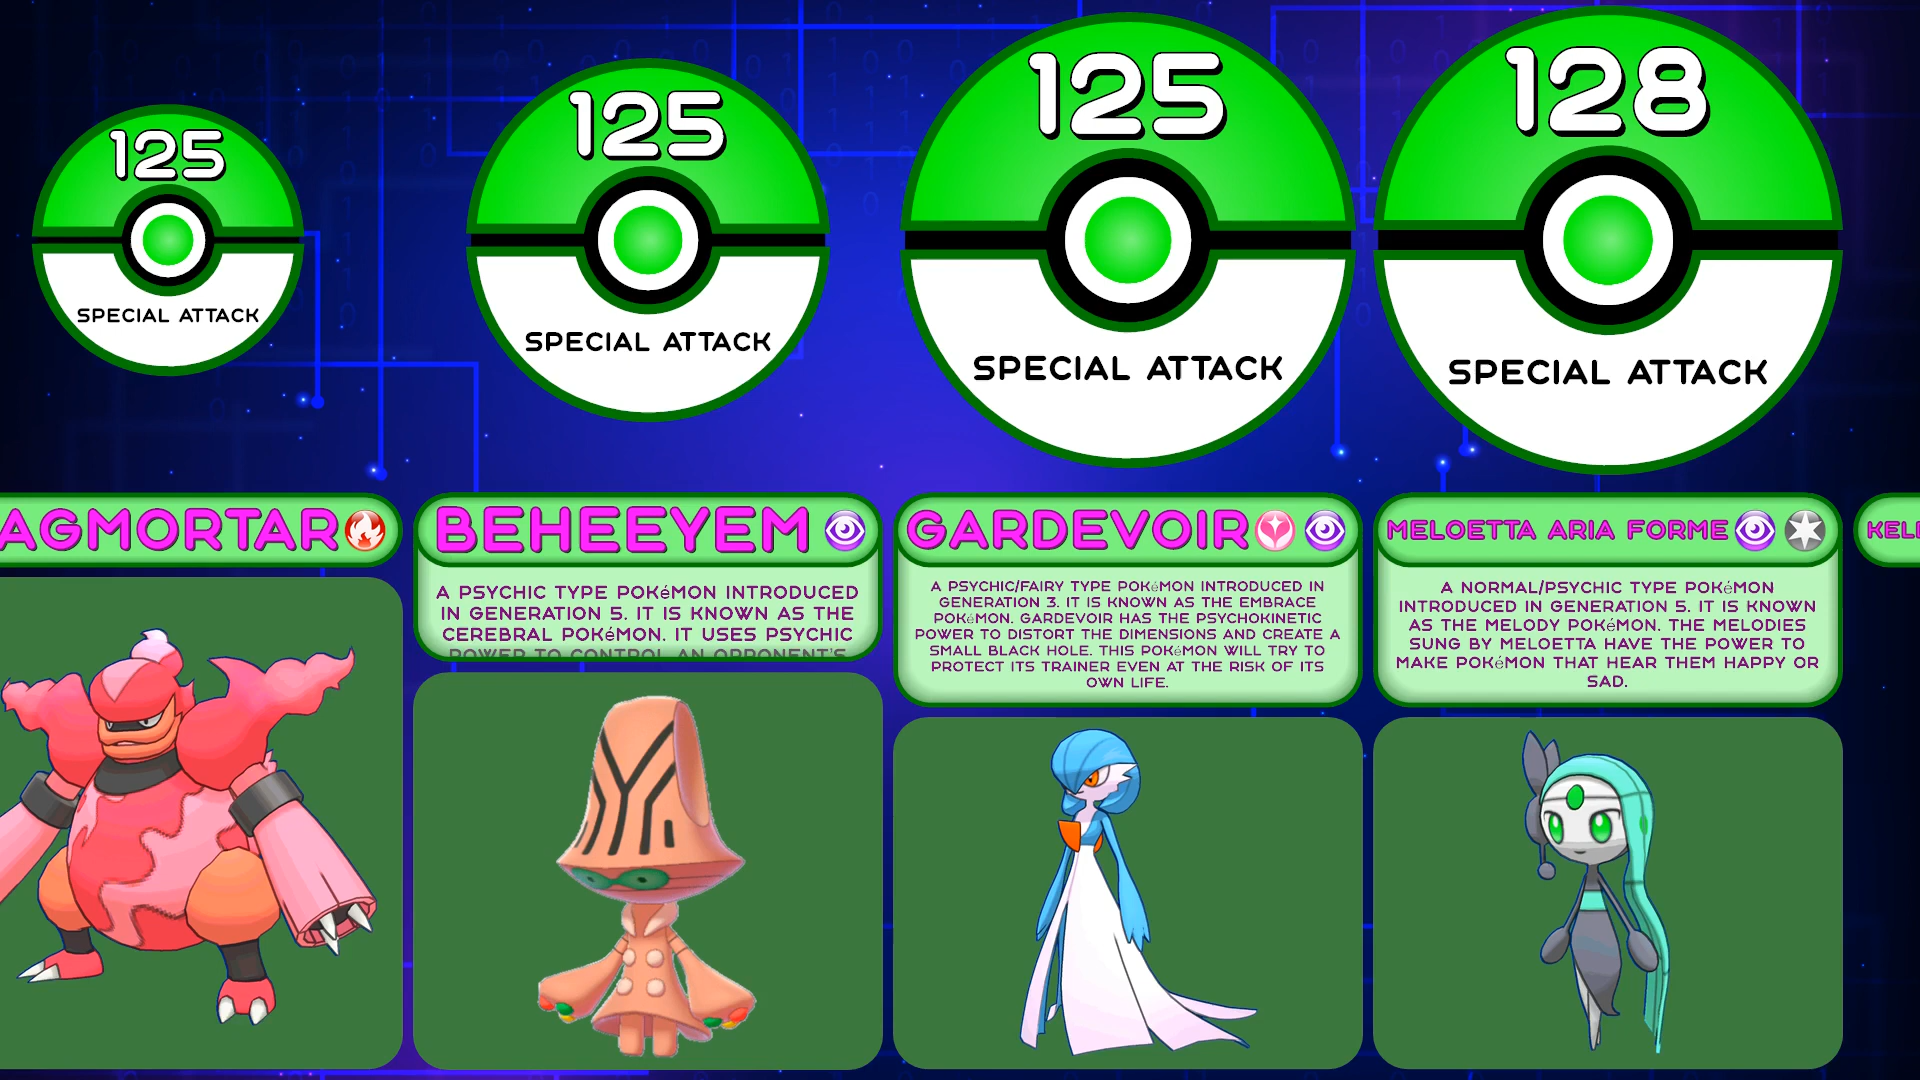 125
SPECIAL ATTACK
125
SPECIAL ATTACK
125
SPECIAL ATTACK
128
SPECIAL ATTACK
AGMORTAR
BEHEEYEM
A PSYCHIC TYPE POKéMON INTRODUCED
IN GENERATION 5. IT IS KNOWN AS THE
CEREBRAL POKéMON. IT USES PSYCHIC
POWER TO CONTROL AN OPPONENT'S
GARDEVOIR
A PSYCHIC/FAIRY TYPE POKéMON INTRODUCED IN
GENERATION 3. IT IS KNOWN AS THE EMBRACE
POKéMON. GARDEVOIR HAS THE PSYCHOKINETIC
POWER TO DISTORT THE DIMENSIONS AND CREATE A
SMALL BLACK HOLE. THIS POKéMON WILL TRY TO
PROTECT ITS TRAINER EVEN AT THE RISK OF ITS
OWN LIFE.
MELOETTA ARIA FORME
A NORMAL/PSYCHIC TYPE POKéMON
INTRODUCED IN GENERATION 5. IT IS KNOWN
AS THE MELODY POKéMON. THE MELODIES
SUNG BY MELOETTA HAVE THE POWER TO
MAKE POKéMON THAT HEAR THEM HAPPY OR
SAD.